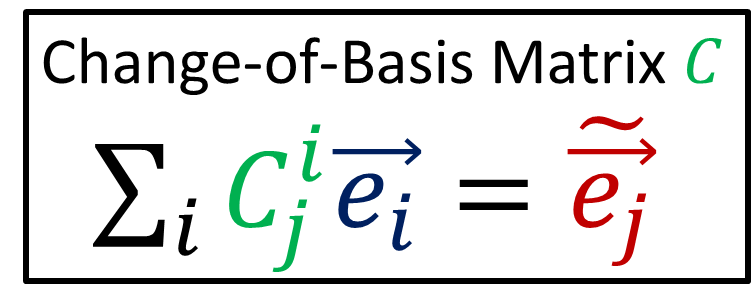 Change-of-Basis Matrix C
∑ᵢ Cⱼⁱ e⃗ᵢ = ẽ⃗ⱼ